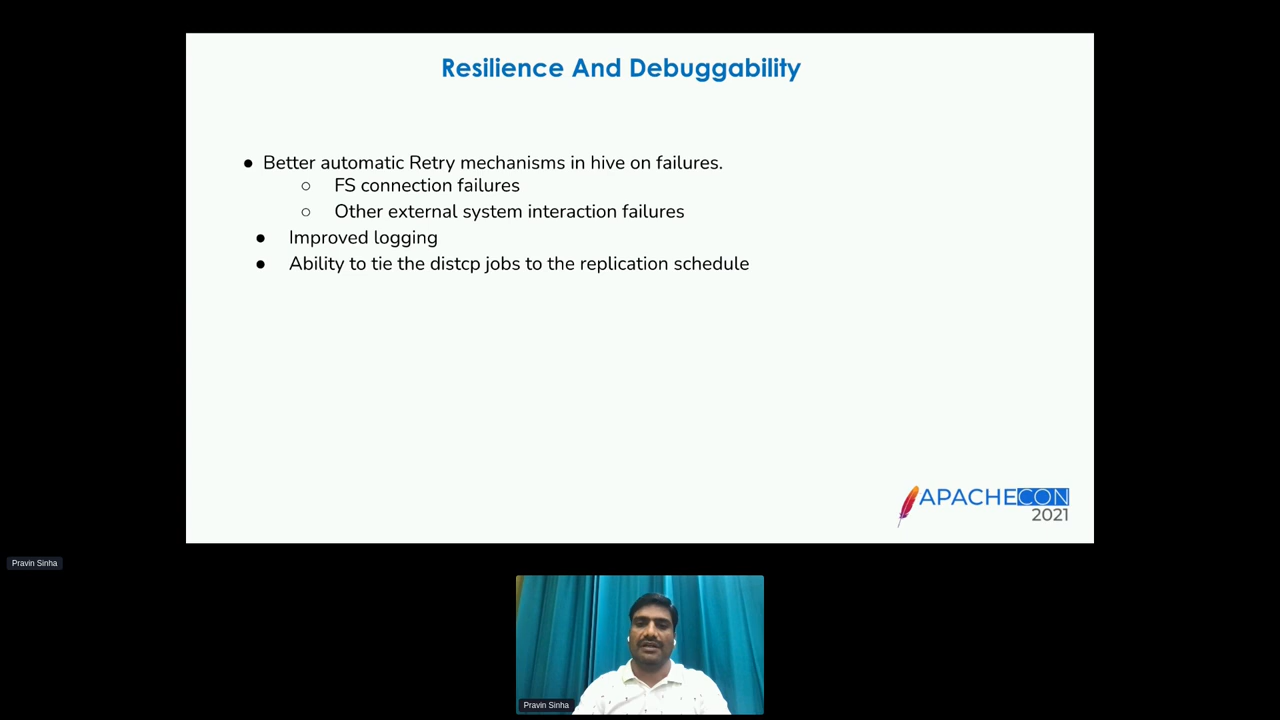 Resilience And Debuggability
● Better automatic Retry mechanisms in hive on failures.
○ FS connection failures
○ Other external system interaction failures
● Improved logging
● Ability to tie the distcp jobs to the replication schedule
APACHECON
2021
Pravin Sinha
Pravin Sinha